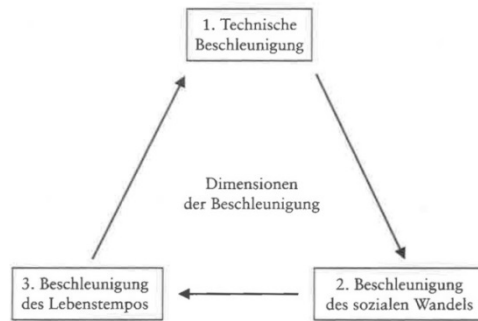 1. Technische
Beschleunigung
Dimensionen
der Beschleunigung
3. Beschleunigung
des Lebenstempos
2. Beschleunigung
des sozialen Wandels